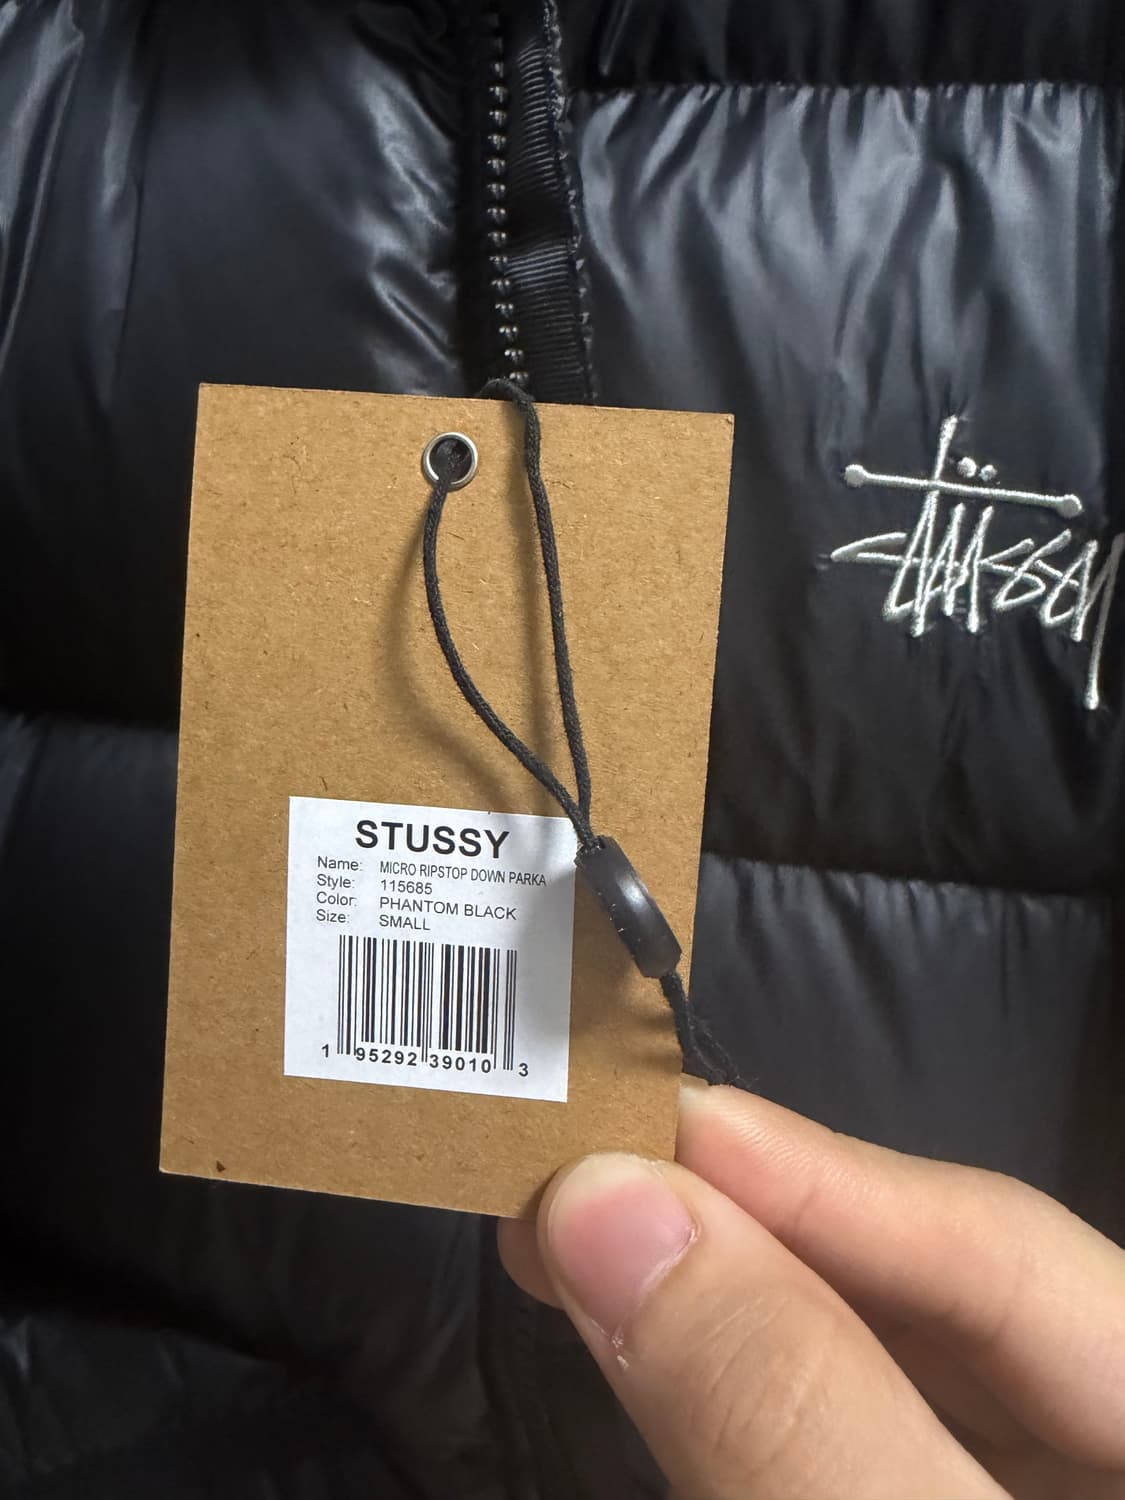 Stüssy
STUSSY
Name: MICRO RIPSTOP DOWN PARKA
Style: 115685
Color: PHANTOM BLACK
Size: SMALL
1 95292 39010 3